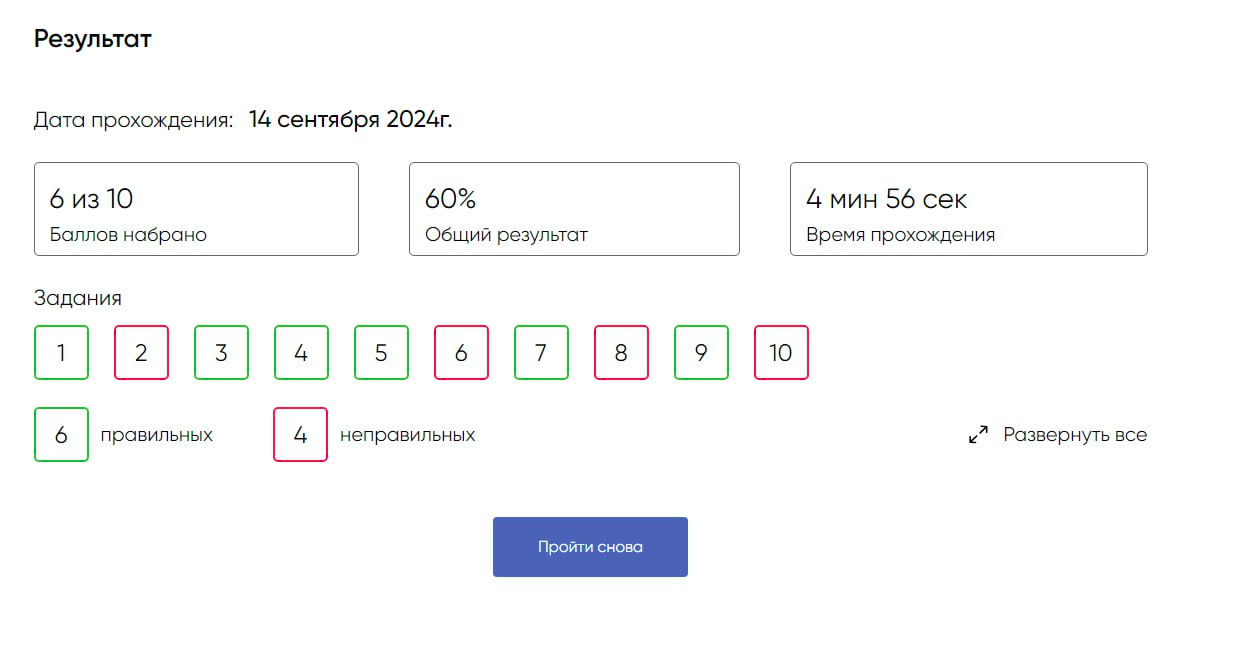 Результат
Дата прохождения: 14 сентября 2024г.
6 из 10
Баллов набрано
60%
Общий результат
4 мин 56 сек
Время прохождения
Задания
1 2 3 4 5 6 7 8 9 10
6 правильных 4 неправильных Развернуть все
Пройти снова